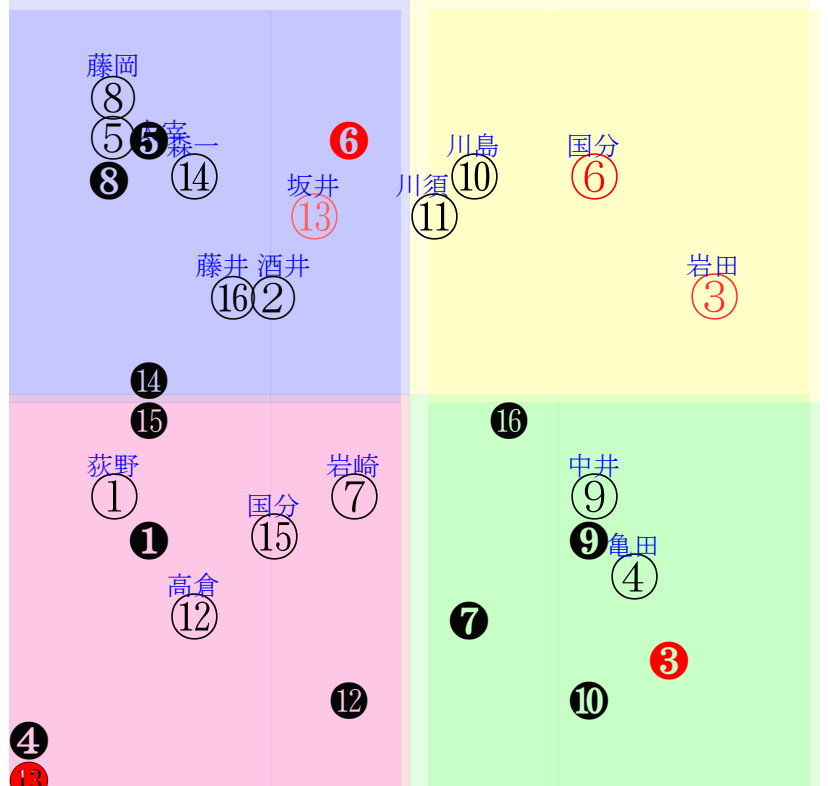 藤岡
⑧
⑤ ❺
森一
❽
⑭
❻
坂井
⑬
川島
⑩
川須
⑪
国分
⑥
藤井 酒井
⑯ ②
岩田
③
⓮
⓯
⓰
荻野
①
岩崎
⑦
国分
⑮
中井
⑨
❶
❾
亀田
④
高倉
⑫
❼
❸
⓬
❿
❹
⓭